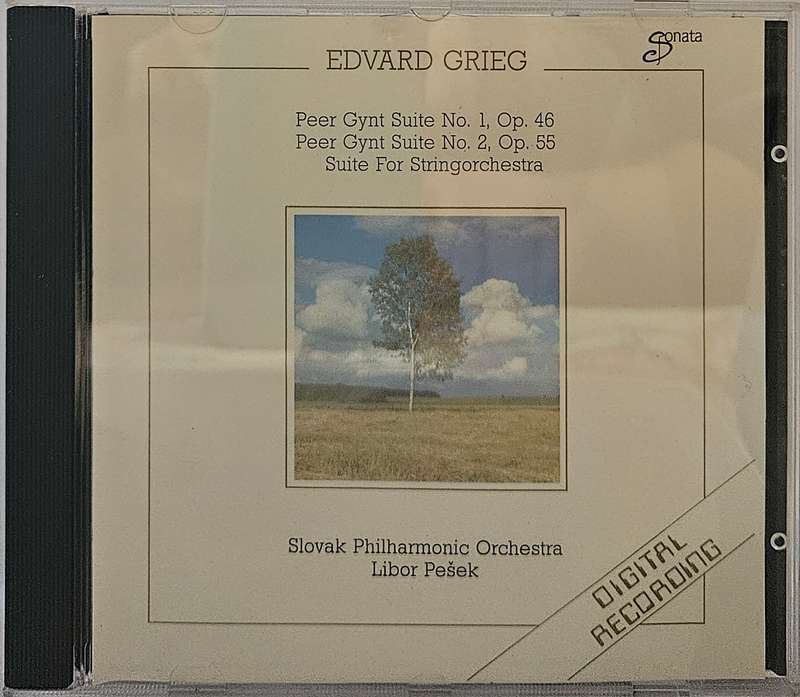 Sonata
EDVARD GRIEG
Peer Gynt Suite No. 1, Op. 46
Peer Gynt Suite No. 2, Op. 55
Suite For Stringorchestra
Slovak Philharmonic Orchestra
Libor Pešek
DIGITAL
RECORDING